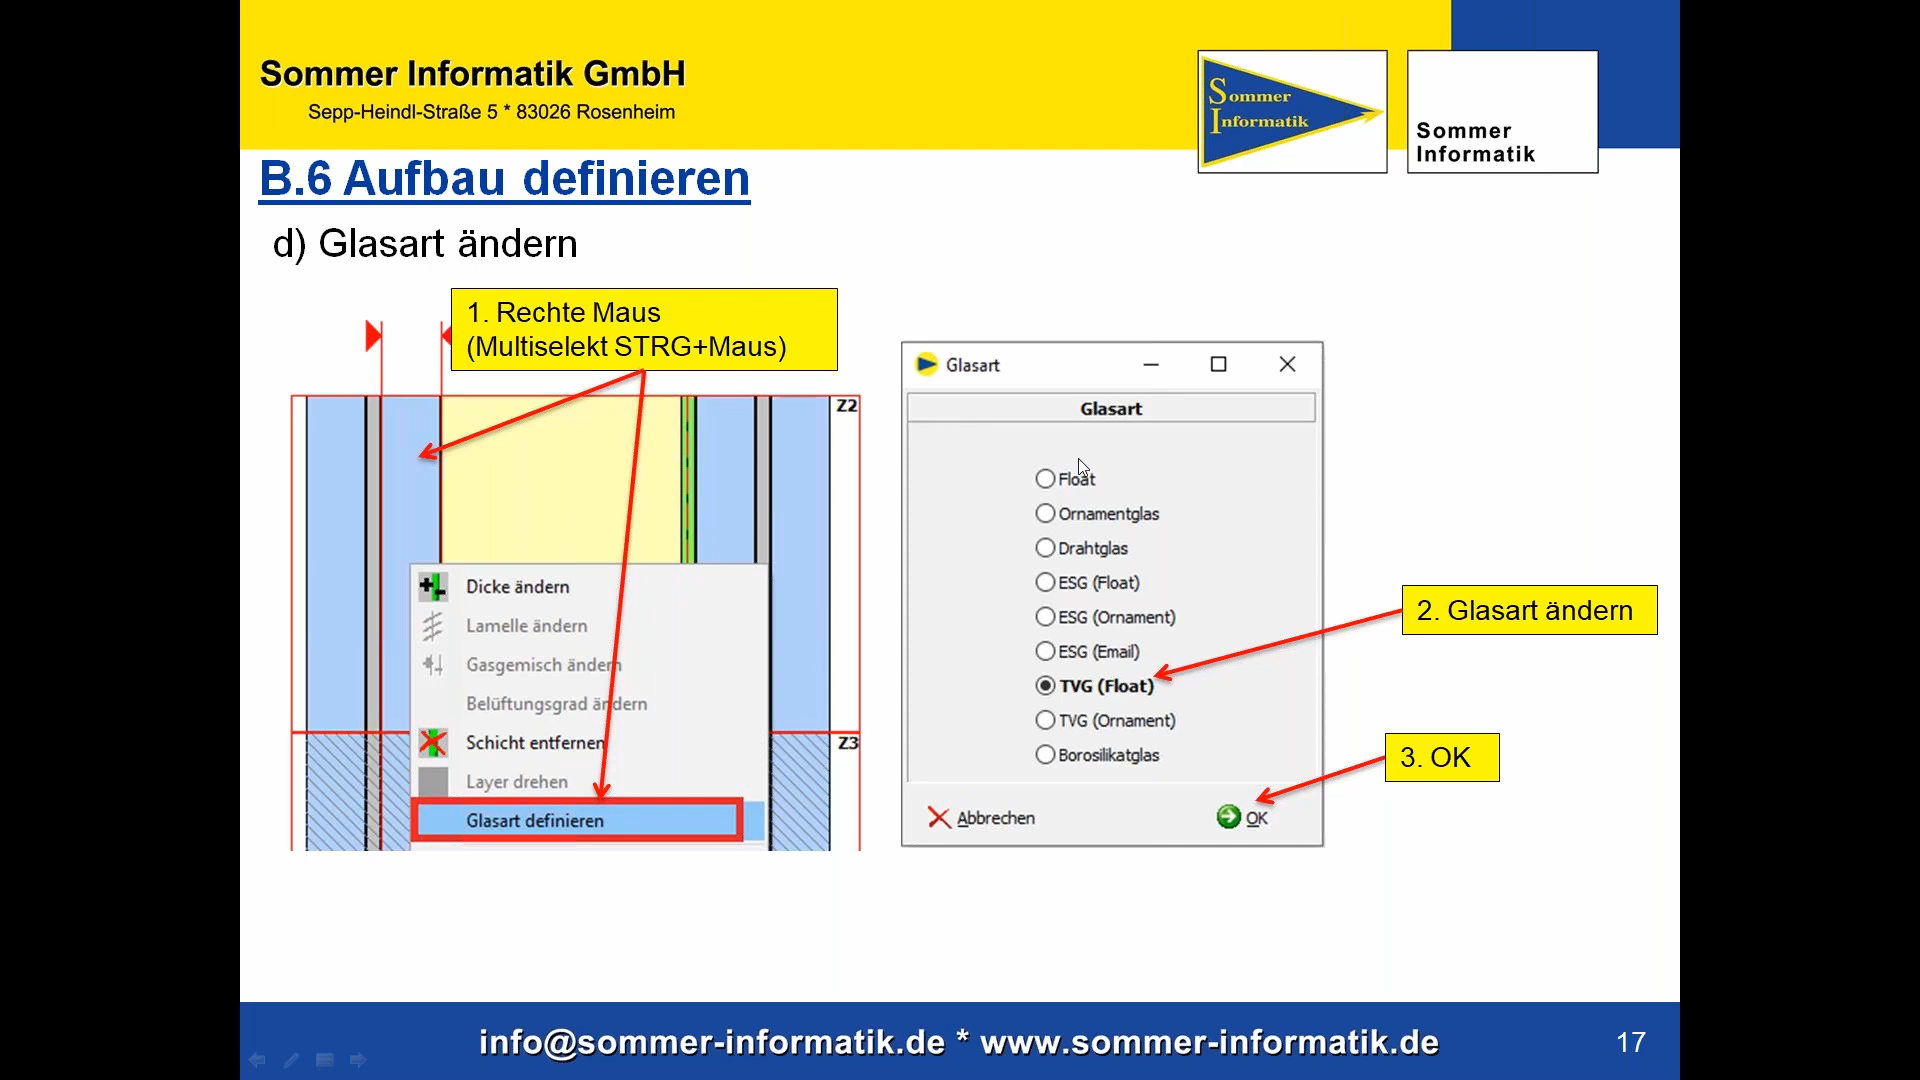 Sommer Informatik GmbH
Sepp-Heindl-Straße 5 * 83026 Rosenheim
Sommer
Informatik
Sommer
Informatik
B.6 Aufbau definieren
d) Glasart ändern
1. Rechte Maus
(Multiselekt STRG+Maus)
Z2
Z3
Dicke ändern
Lamelle ändern
Gasgemisch ändern
Belüftungsgrad ändern
Schicht entfernen
Layer drehen
Glasart definieren
Glasart
Glasart
Float
Ornamentglas
Drahtglas
ESG (Float)
ESG (Ornament)
ESG (Email)
TVG (Float)
TVG (Ornament)
Borosilikatglas
Abbrechen
OK
2. Glasart ändern
3. OK
info@sommer-informatik.de * www.sommer-informatik.de
17